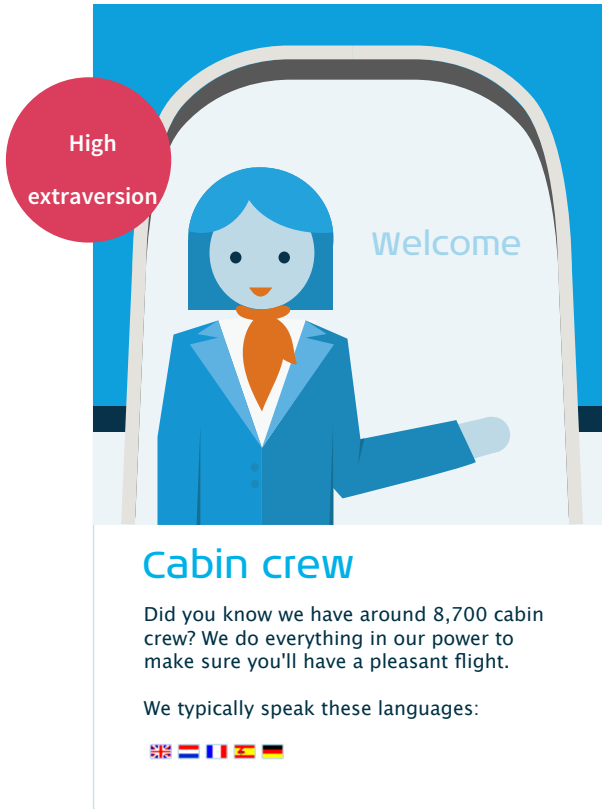 High
extraversion
Welcome
Cabin crew
Did you know we have around 8,700 cabin
crew? We do everything in our power to
make sure you'll have a pleasant flight.
We typically speak these languages: